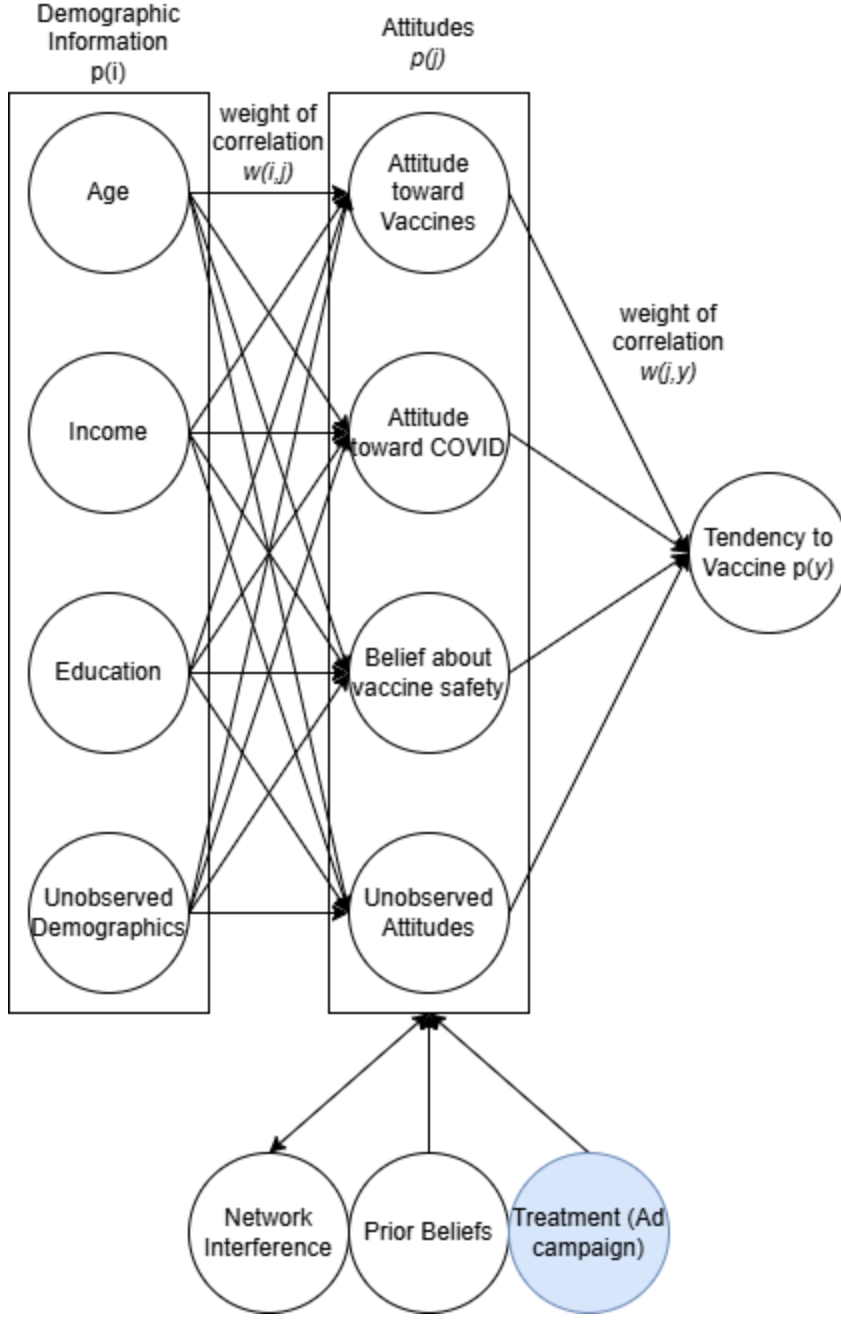 Demographic
Information
p(i)
Attitudes
p(j)
weight of
correlation
w(i,j)
Age
Attitude
toward
Vaccines
weight of
correlation
w(j,y)
Income
Attitude
toward COVID
Tendency to
Vaccine p(y)
Education
Belief about
vaccine safety
Unobserved
Demographics
Unobserved
Attitudes
Network
Interference
Prior Beliefs
Treatment (Ad
campaign)